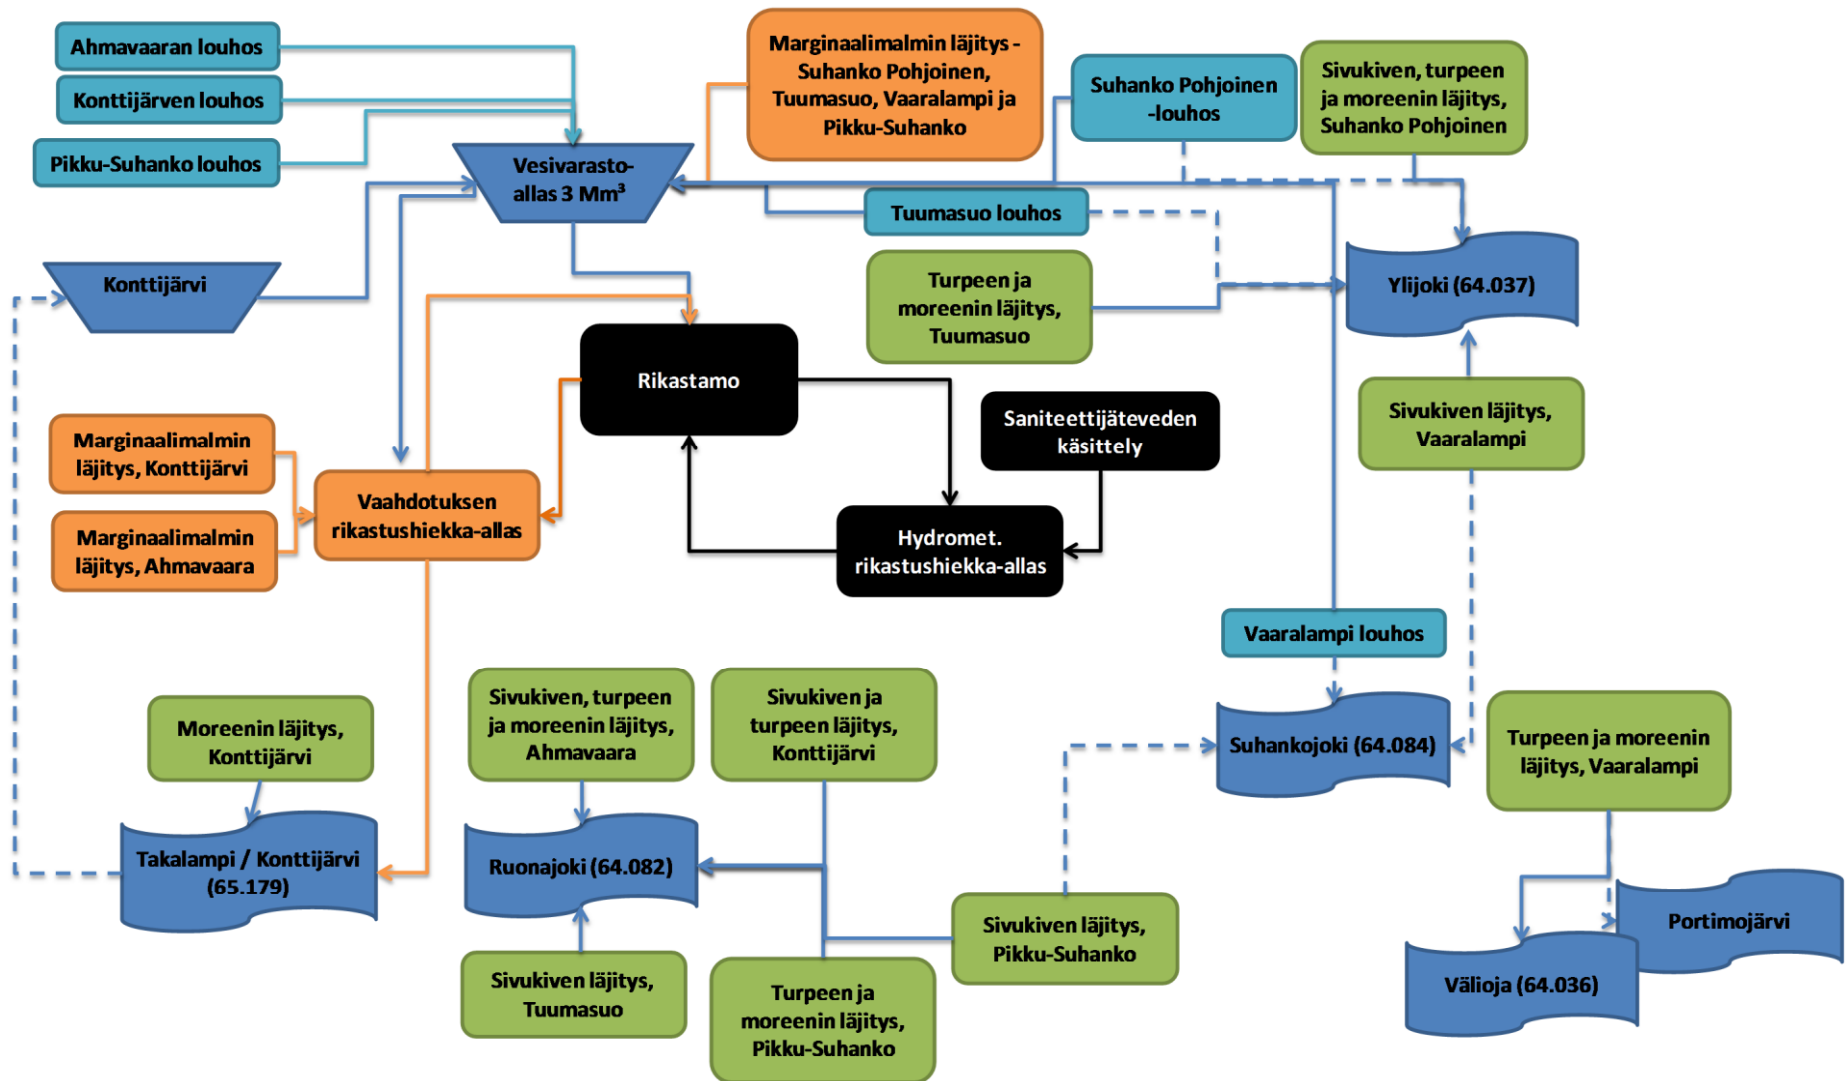 Ahmavaaran louhos
Konttijärven louhos
Pikku-Suhanko louhos
Vesivarasto-
allas 3 Mm³
Marginaalimalmin läjitys -
Suhanko Pohjoinen,
Tuumasuo, Vaaralampi ja
Pikku-Suhanko
Suhanko Pohjoinen
-louhos
Sivukiven, turpeen
ja moreenin läjitys,
Suhanko Pohjoinen
Tuumasuo louhos
Konttijärvi
Turpeen ja
moreenin läjitys,
Tuumasuo
Ylijoki (64.037)
Rikastamo
Saniteettijäteveden
käsittely
Sivukiven läjitys,
Vaaralampi
Marginaalimalmin
läjitys, Konttijärvi
Marginaalimalmin
läjitys, Ahmavaara
Vaahdotuksen
rikastushiekka-allas
Hydromet.
rikastushiekka-allas
Vaaralampi louhos
Moreenin läjitys,
Konttijärvi
Sivukiven, turpeen
ja moreenin läjitys,
Ahmavaara
Sivukiven ja
turpeen läjitys,
Konttijärvi
Suhankojoki (64.084)
Turpeen ja moreenin
läjitys, Vaaralampi
Takalampi / Konttijärvi
(65.179)
Ruonajoki (64.082)
Sivukiven läjitys,
Pikku-Suhanko
Portimojärvi
Sivukiven läjitys,
Tuumasuo
Turpeen ja
moreenin läjitys,
Pikku-Suhanko
Välioja (64.036)